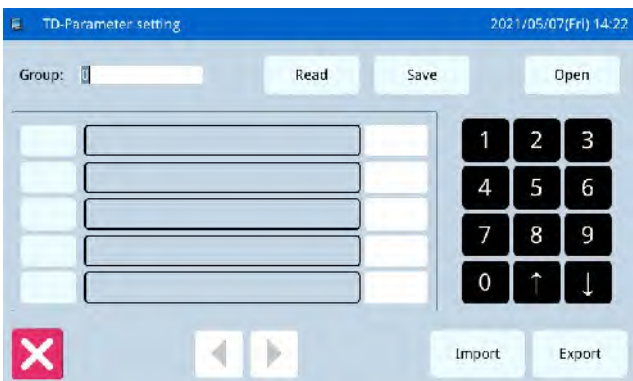 TD-Parameter setting 2021/05/07(Fri) 14:22
Group: 0 Read Save Open
1 2 3
4 5 6
7 8 9
0 ↑ ↓
Import Export